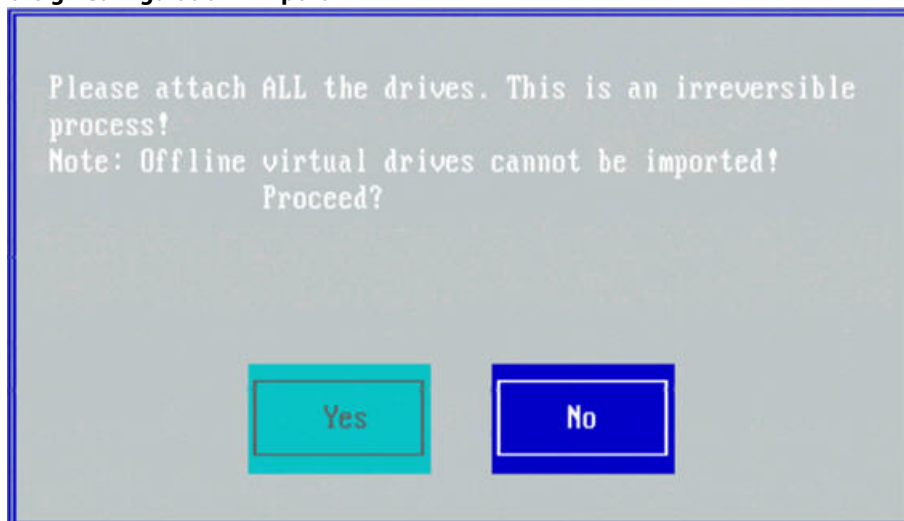 Please attach ALL the drives. This is an irreversible
process!
Note: Offline virtual drives cannot be imported!
Proceed?
Yes
No